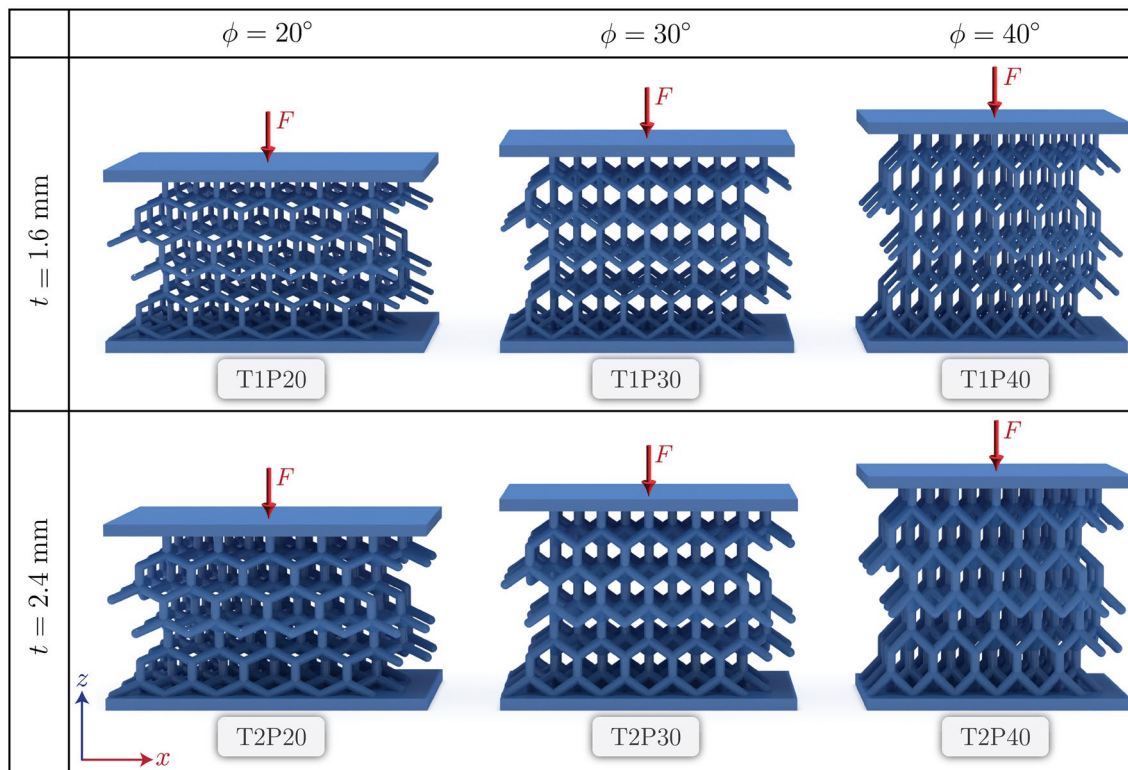 ϕ = 20°
ϕ = 30°
ϕ = 40°
t = 1.6 mm
F
F
F
T1P20
T1P30
T1P40
t = 2.4 mm
F
F
F
z
x
T2P20
T2P30
T2P40